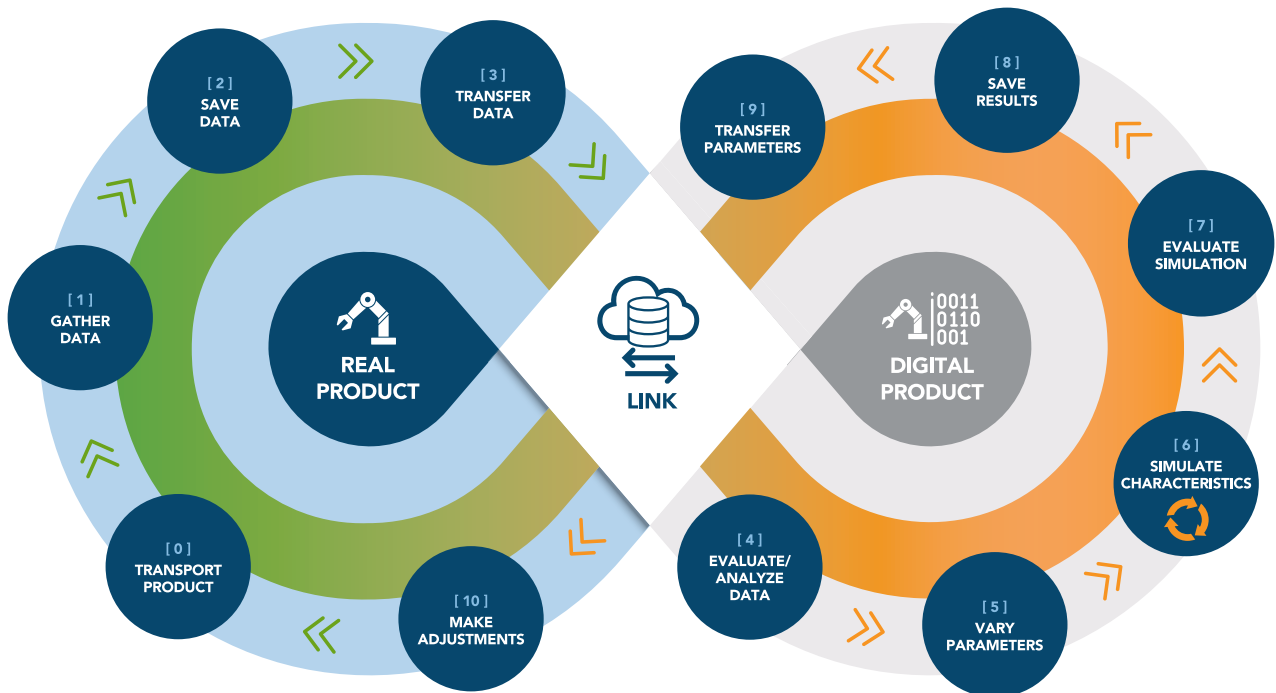 [ 0 ]
TRANSPORT
PRODUCT
[ 1 ]
GATHER
DATA
[ 2 ]
SAVE
DATA
[ 3 ]
TRANSFER
DATA
[ 4 ]
EVALUATE/
ANALYZE
DATA
[ 5 ]
VARY
PARAMETERS
[ 6 ]
SIMULATE
CHARACTERISTICS
[ 7 ]
EVALUATE
SIMULATION
[ 8 ]
SAVE
RESULTS
[ 9 ]
TRANSFER
PARAMETERS
[ 10 ]
MAKE
ADJUSTMENTS
REAL
PRODUCT
LINK
0011
0110
001
DIGITAL
PRODUCT